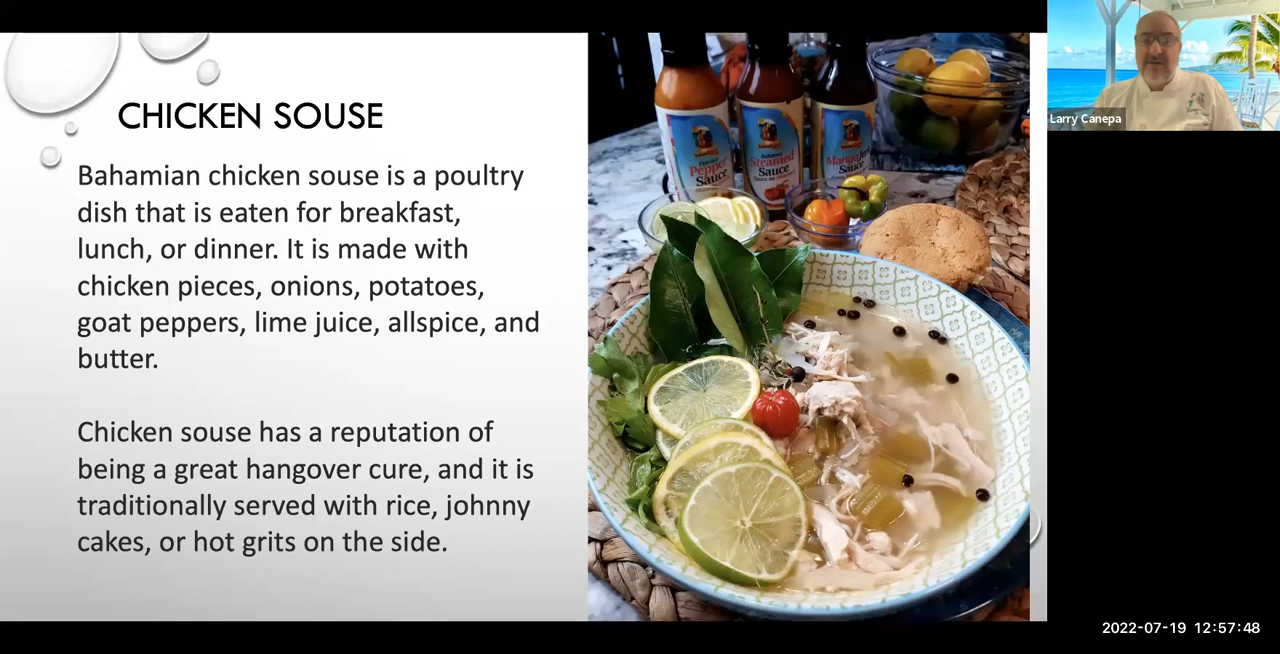 CHICKEN SOUSE
Bahamian chicken souse is a poultry
dish that is eaten for breakfast,
lunch, or dinner. It is made with
chicken pieces, onions, potatoes,
goat peppers, lime juice, allspice, and
butter.
Chicken souse has a reputation of
being a great hangover cure, and it is
traditionally served with rice, johnny
cakes, or hot grits on the side.
Pepper
Sauce
Steamed
Sauce
Mango
Sauce
Larry Canepa
2022-07-19 12:57:48